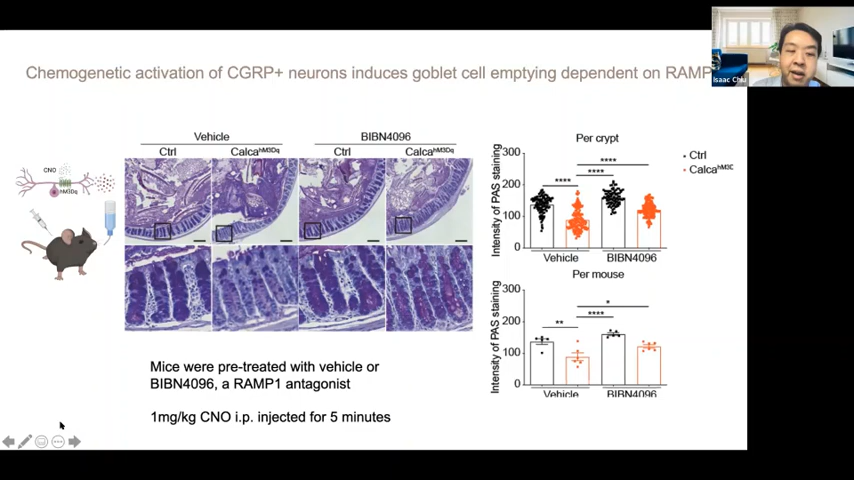 Chemogenetic activation of CGRP+ neurons induces goblet cell emptying dependent on RAMP
Isaac Chiu
Vehicle
BIBN4096
Ctrl
Calca hM3Dq
Ctrl
Calca hM3Dq
CNO
hM3Dq
Per crypt
Intensity of PAS staining
300
200
100
0
****
****
****
Vehicle
BIBN4096
Ctrl
Calca hM3D
Per mouse
Intensity of PAS staining
300
200
100
0
**
****
*
Vehicle
BIBN4096
Mice were pre-treated with vehicle or
BIBN4096, a RAMP1 antagonist
1mg/kg CNO i.p. injected for 5 minutes